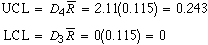 UCL = D₄R̅ = 2.11(0.115) = 0.243
LCL = D₃R̅ = 0(0.115) = 0